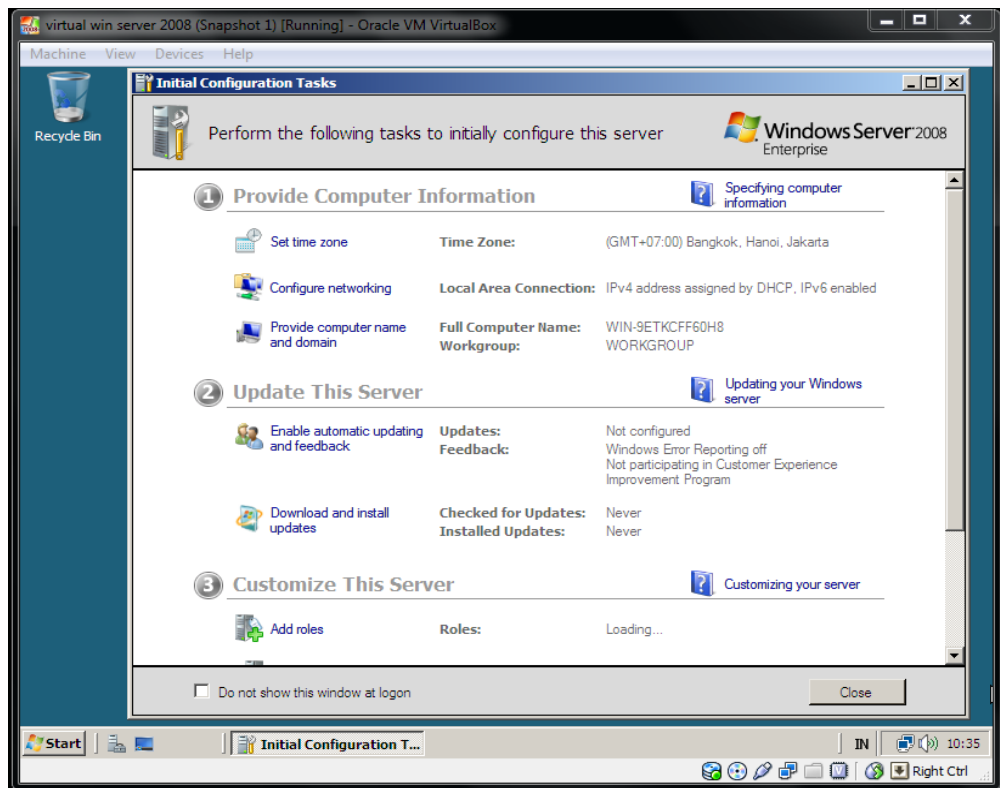 virtual win server 2008 (Snapshot 1) [Running] - Oracle VM VirtualBox
Machine View Devices Help
Recycle Bin
Initial Configuration Tasks
Perform the following tasks to initially configure this server
Windows Server 2008
Enterprise
1 Provide Computer Information
Specifying computer
information
Set time zone Time Zone: (GMT+07:00) Bangkok, Hanoi, Jakarta
Configure networking Local Area Connection: IPv4 address assigned by DHCP, IPv6 enabled
Provide computer name
and domain
Full Computer Name: WIN-9ETKCFF60H8
Workgroup: WORKGROUP
2 Update This Server
Updating your Windows
server
Enable automatic updating
and feedback
Updates: Not configured
Feedback: Windows Error Reporting off
Not participating in Customer Experience
Improvement Program
Download and install
updates
Checked for Updates: Never
Installed Updates: Never
3 Customize This Server
Customizing your server
Add roles Roles: Loading...
Do not show this window at logon
Close
Start
Initial Configuration T...
IN
10:35
Right Ctrl